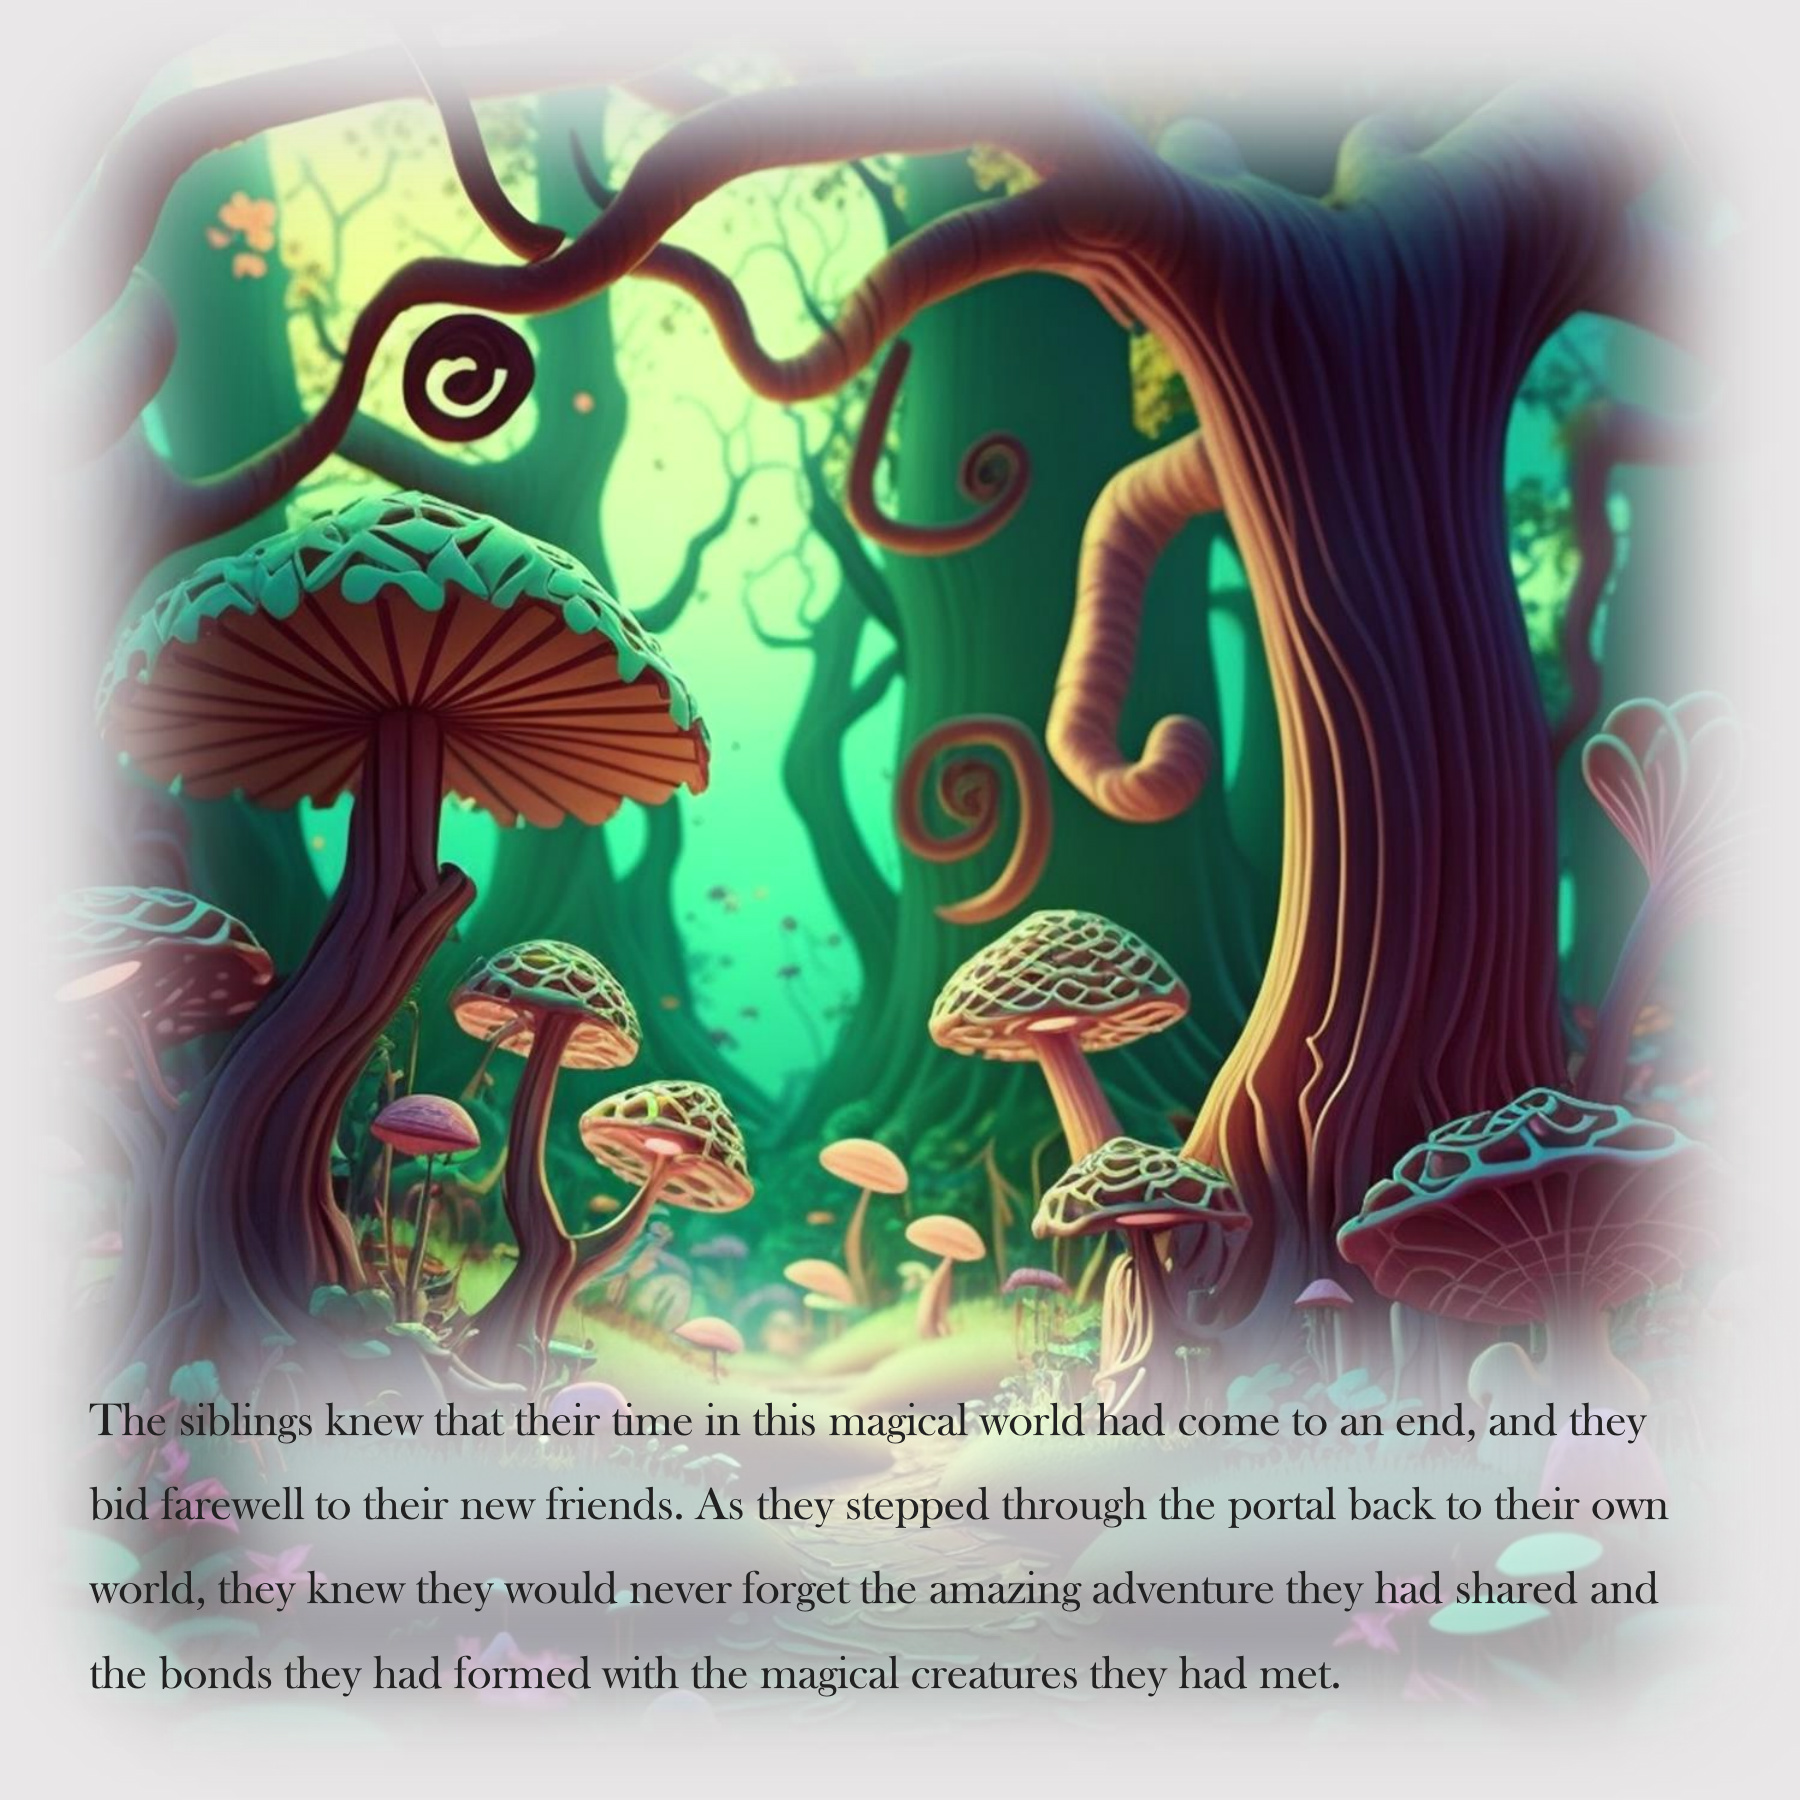 The siblings knew that their time in this magical world had come to an end, and they
bid farewell to their new friends. As they stepped through the portal back to their own
world, they knew they would never forget the amazing adventure they had shared and
the bonds they had formed with the magical creatures they had met.